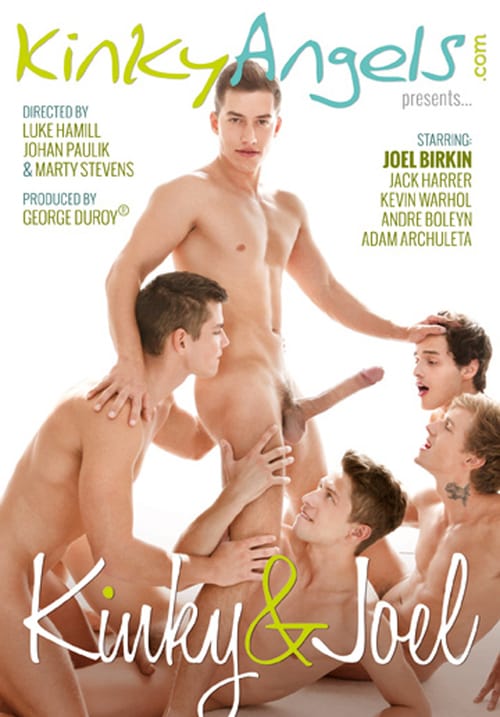 KinkyAngels.com
presents...
DIRECTED BY
LUKE HAMILL
JOHAN PAULIK
& MARTY STEVENS
PRODUCED BY
GEORGE DUROY®
STARRING:
JOEL BIRKIN
JACK HARRER
KEVIN WARHOL
ANDRE BOLEYN
ADAM ARCHULETA
Kinky & Joel